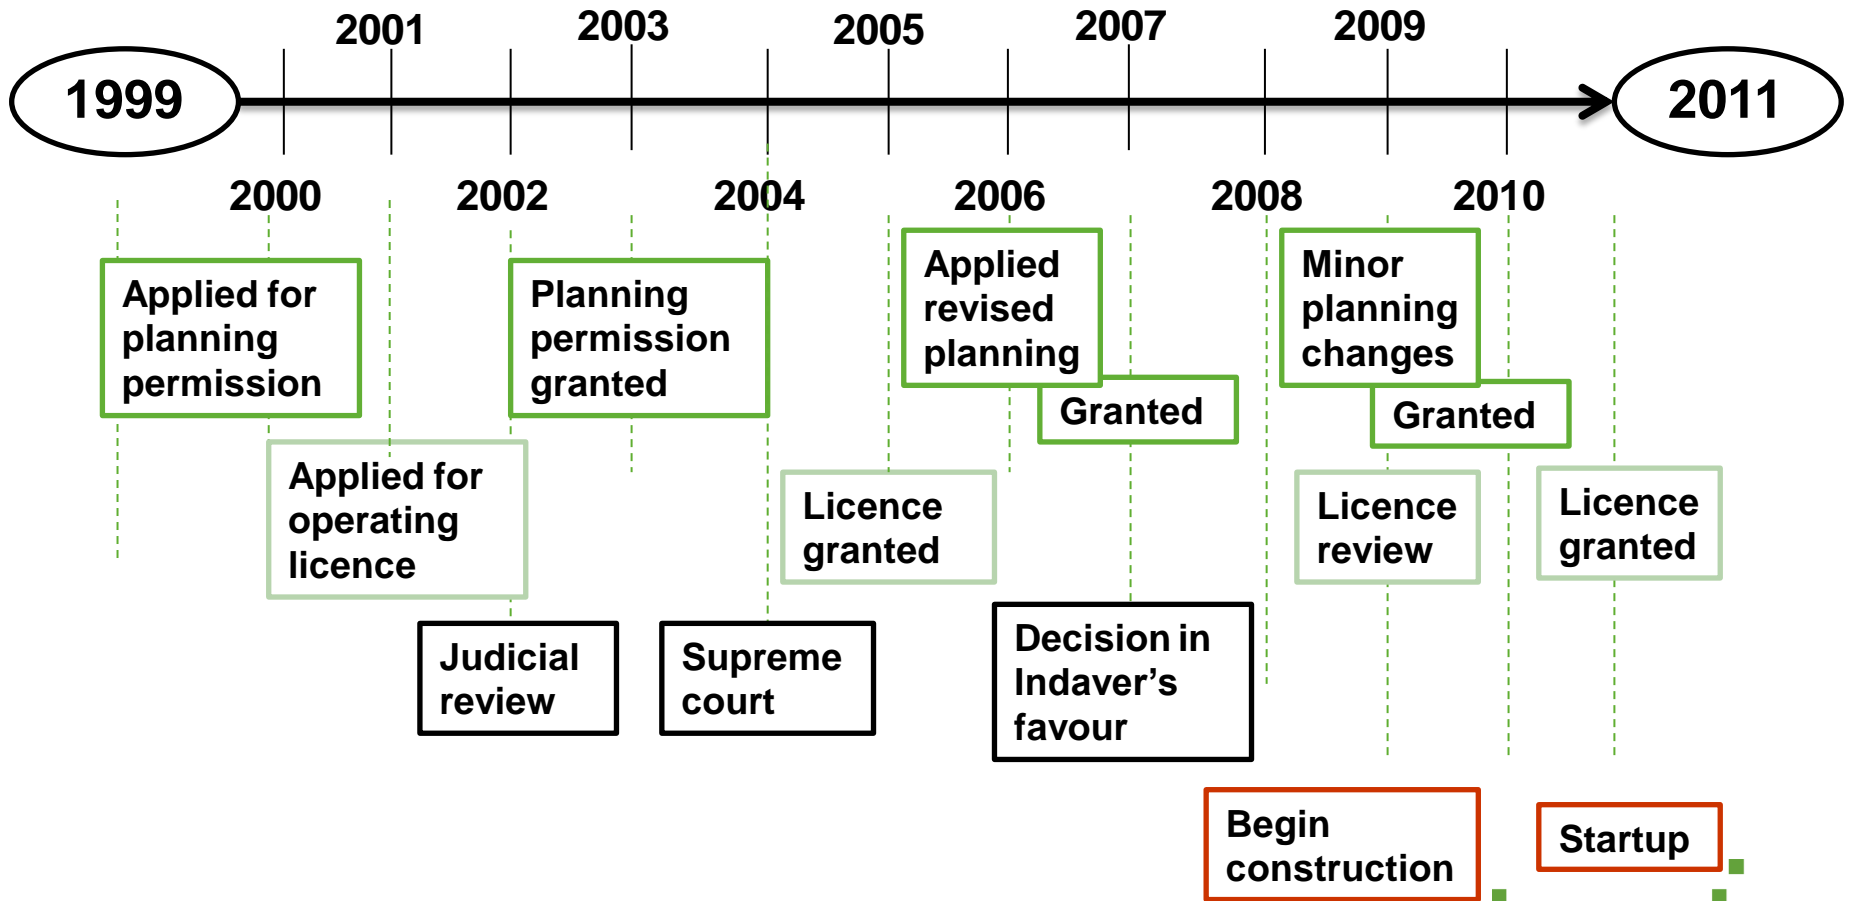 2001
2003
2005
2007
2009
1999
2011
2000
2002
2004
2006
2008
2010
Applied for
planning
permission
Planning
permission
granted
Applied
revised
planning
Granted
Minor
planning
changes
Granted
Applied for
operating
licence
Licence
granted
Licence
review
Licence
granted
Judicial
review
Supreme
court
Decision in
Indaver’s
favour
Begin
construction
Startup